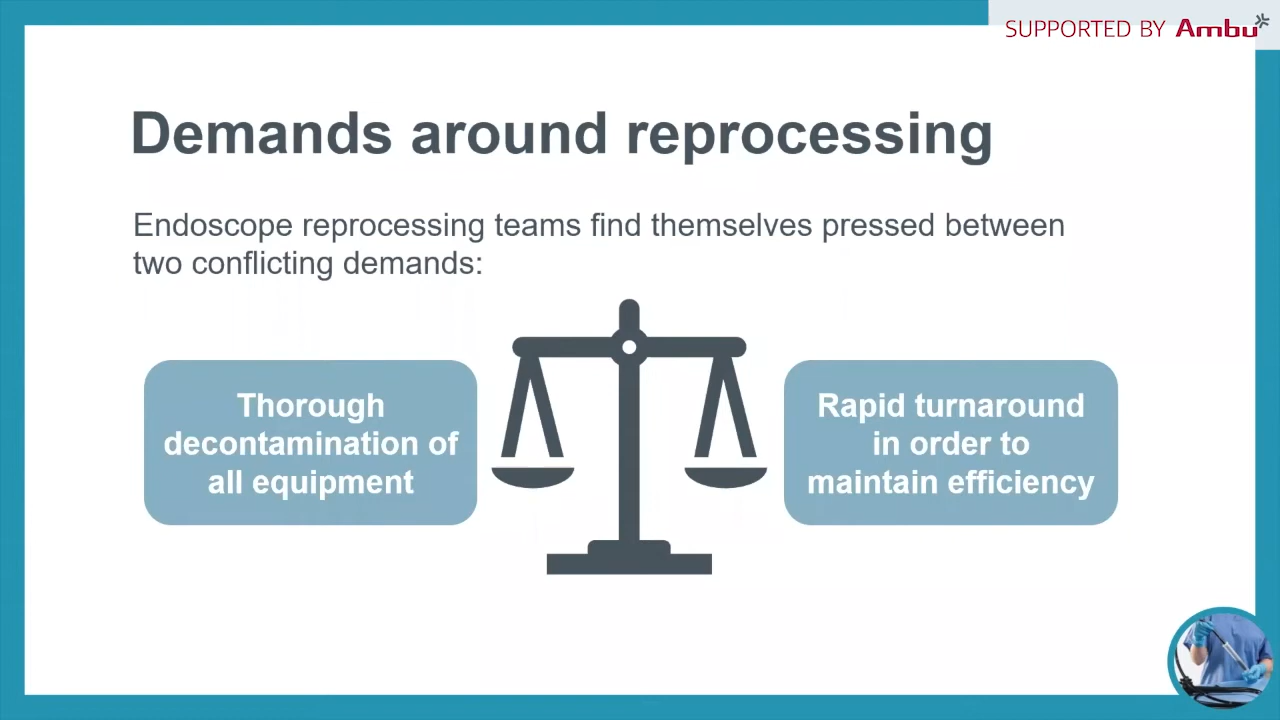 SUPPORTED BY Ambu
Demands around reprocessing
Endoscope reprocessing teams find themselves pressed between
two conflicting demands:
Thorough
decontamination of
all equipment
Rapid turnaround
in order to
maintain efficiency